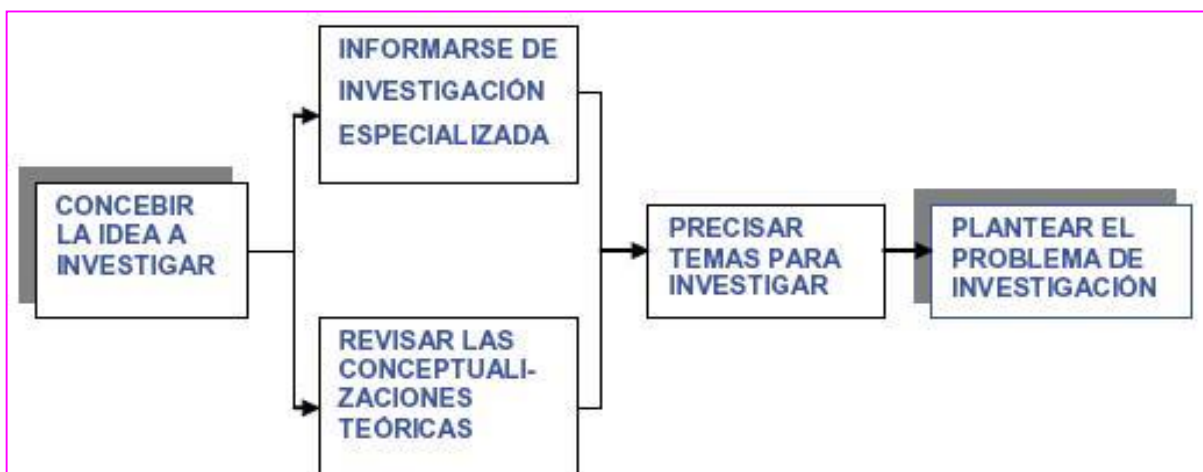 CONCEBIR
LA IDEA A
INVESTIGAR
INFORMARSE DE
INVESTIGACIÓN
ESPECIALIZADA
REVISAR LAS
CONCEPTUALI-
ZACIONES
TEÓRICAS
PRECISAR
TEMAS PARA
INVESTIGAR
PLANTEAR EL
PROBLEMA DE
INVESTIGACIÓN